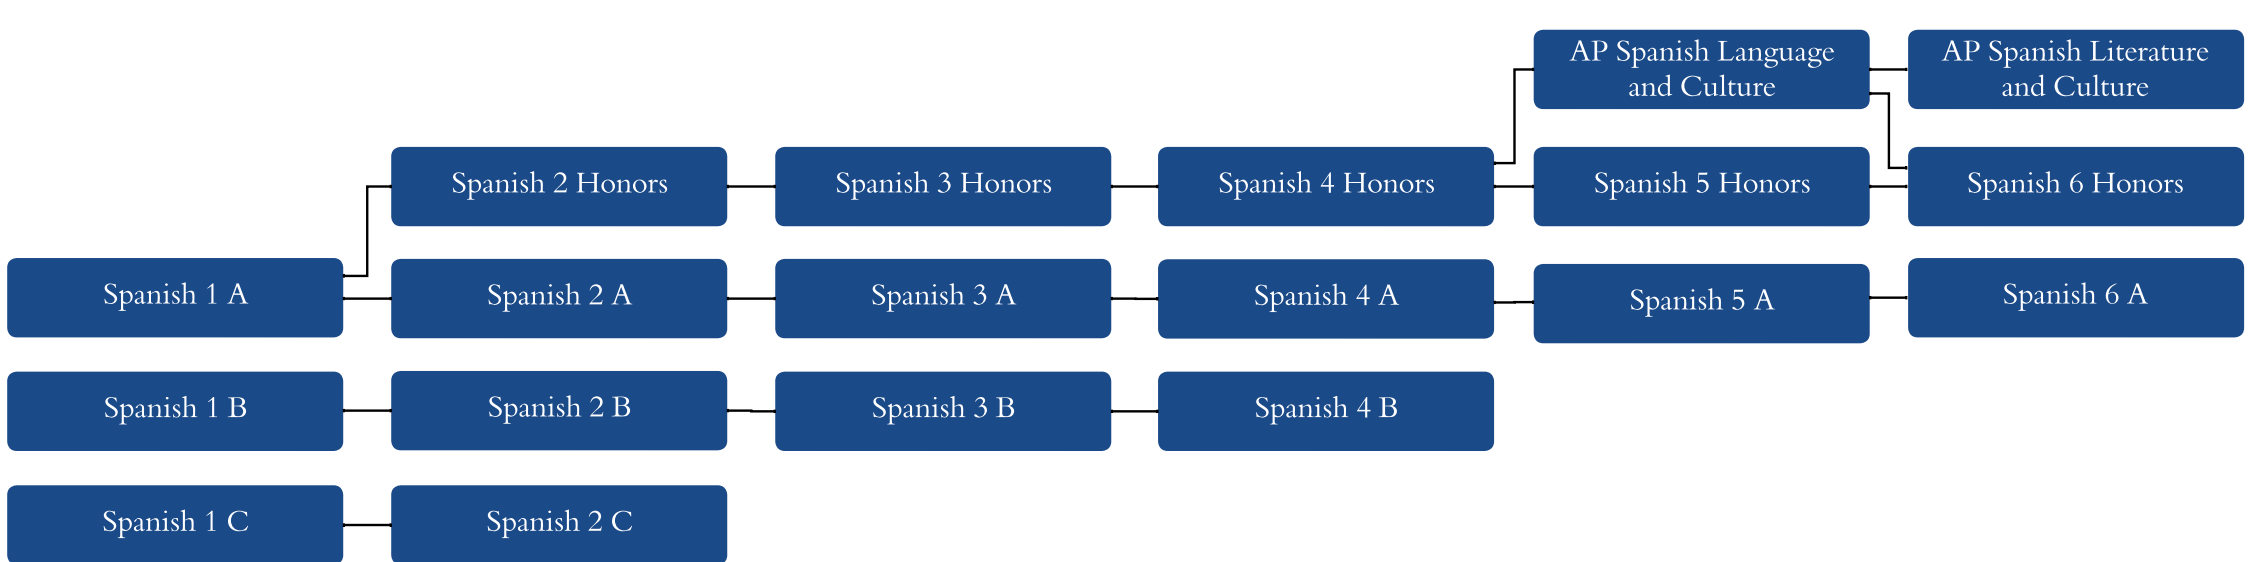 AP Spanish Language
and Culture
AP Spanish Literature
and Culture
Spanish 2 Honors
Spanish 3 Honors
Spanish 4 Honors
Spanish 5 Honors
Spanish 6 Honors
Spanish 1 A
Spanish 2 A
Spanish 3 A
Spanish 4 A
Spanish 5 A
Spanish 6 A
Spanish 1 B
Spanish 2 B
Spanish 3 B
Spanish 4 B
Spanish 1 C
Spanish 2 C